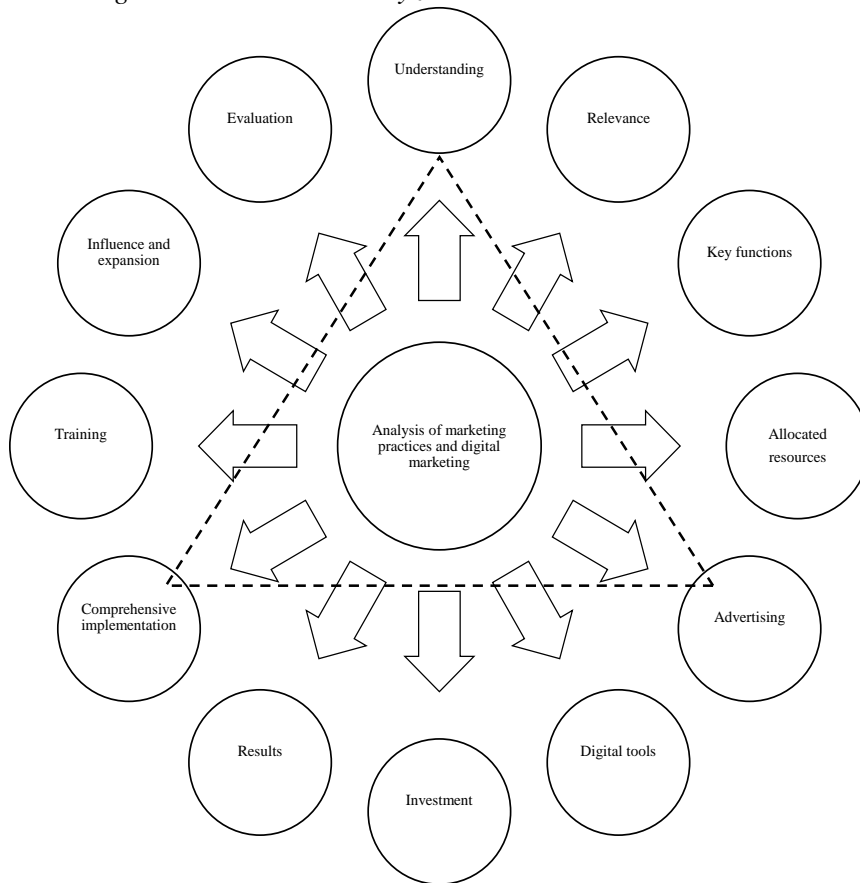 Understanding
Evaluation
Relevance
Influence and
expansion
Key functions
Training
Analysis of marketing
practices and digital
marketing
Allocated
resources
Comprehensive
implementation
Advertising
Results
Digital tools
Investment